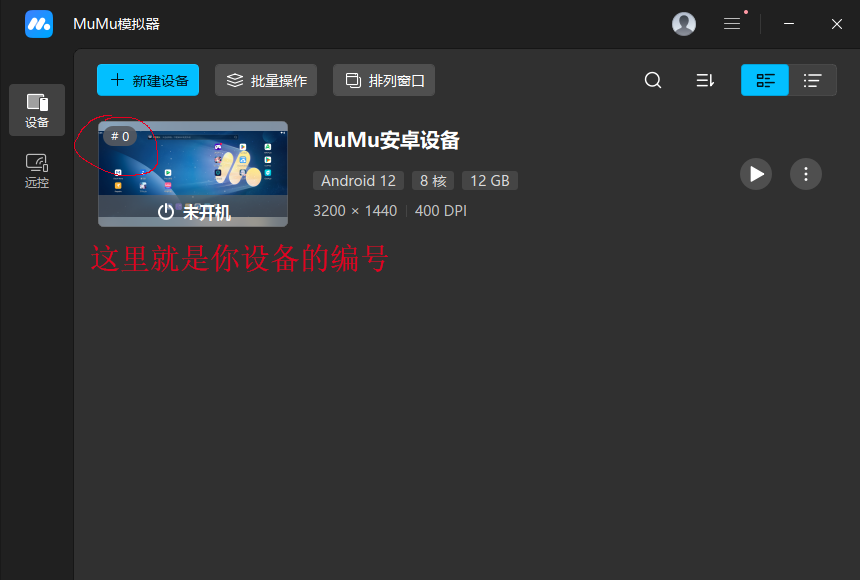 MuMu模拟器
新建设备
批量操作
排列窗口
设备
远控
# 0
未开机
MuMu安卓设备
Android 12
8 核
12 GB
3200 × 1440
400 DPI
这里就是你设备的编号